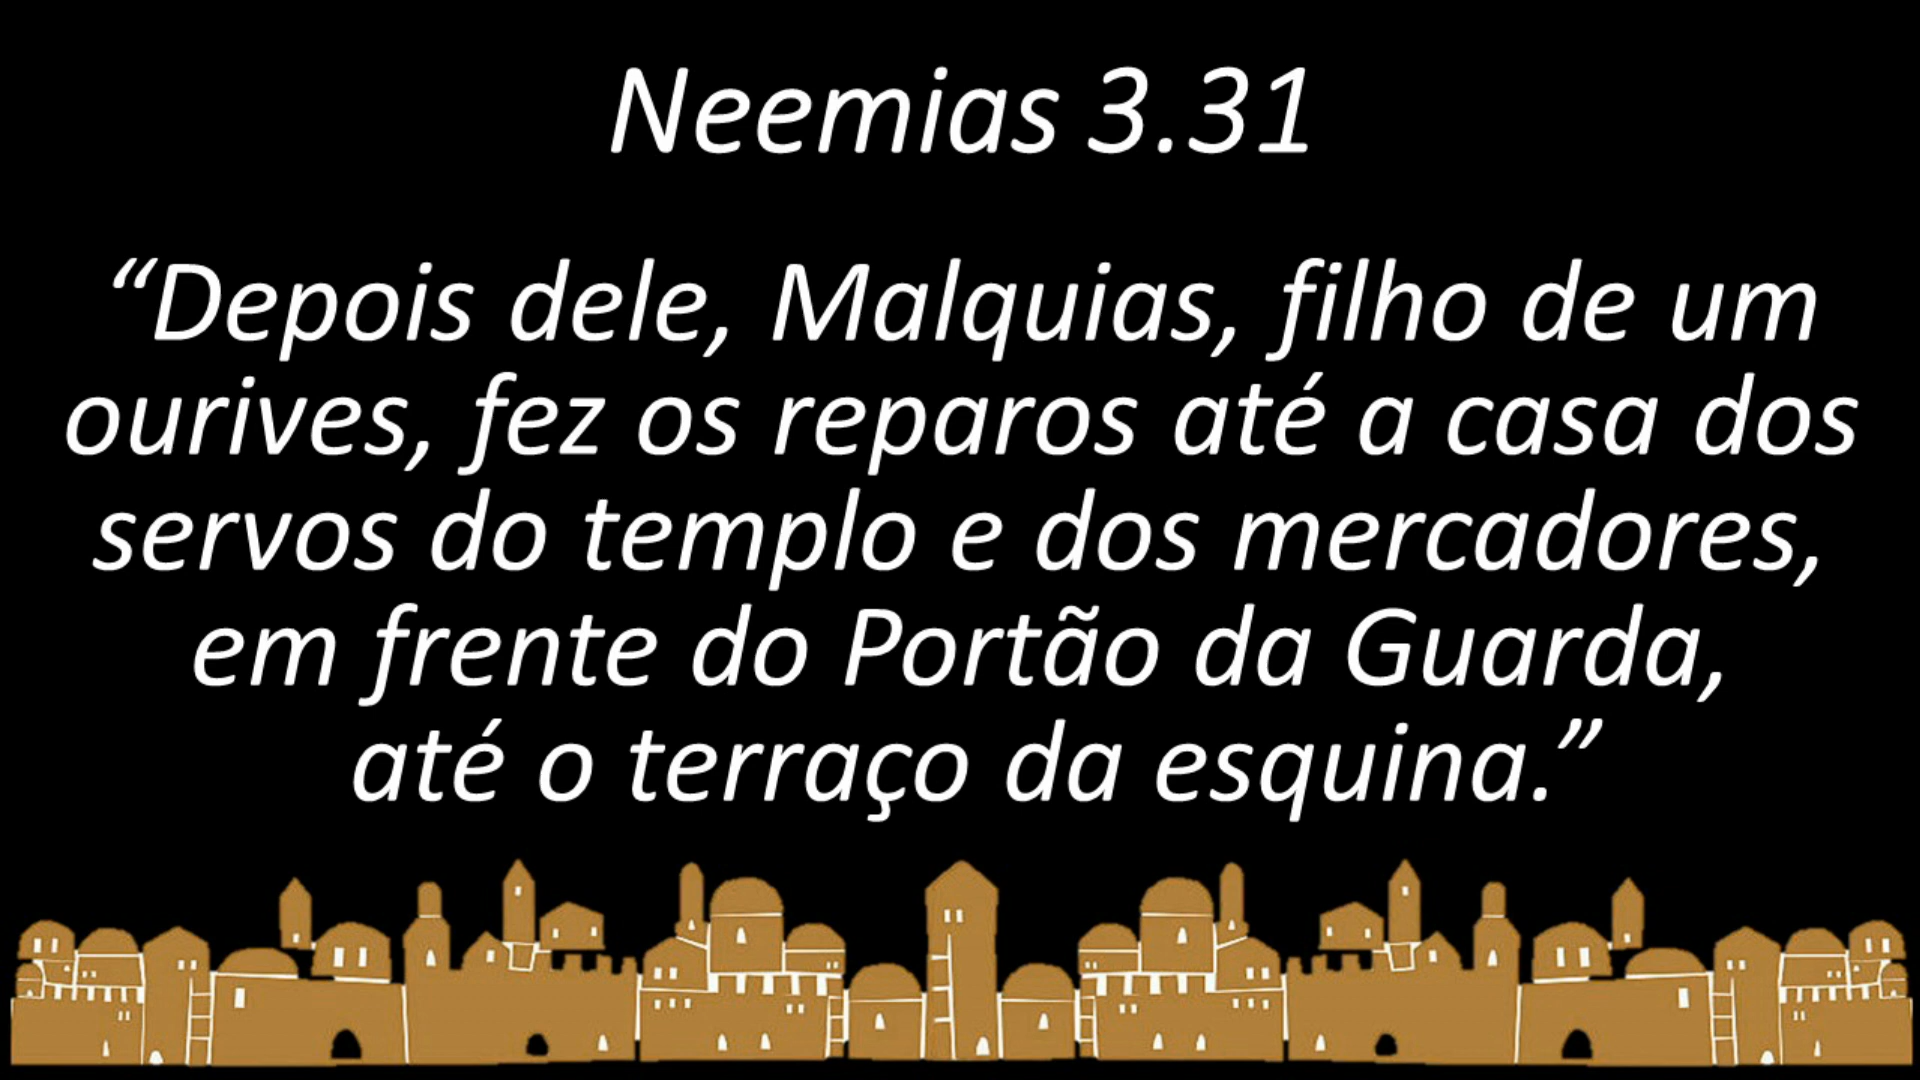 Neemias 3.31
“Depois dele, Malquias, filho de um
ourives, fez os reparos até a casa dos
servos do templo e dos mercadores,
em frente do Portão da Guarda,
até o terraço da esquina.”